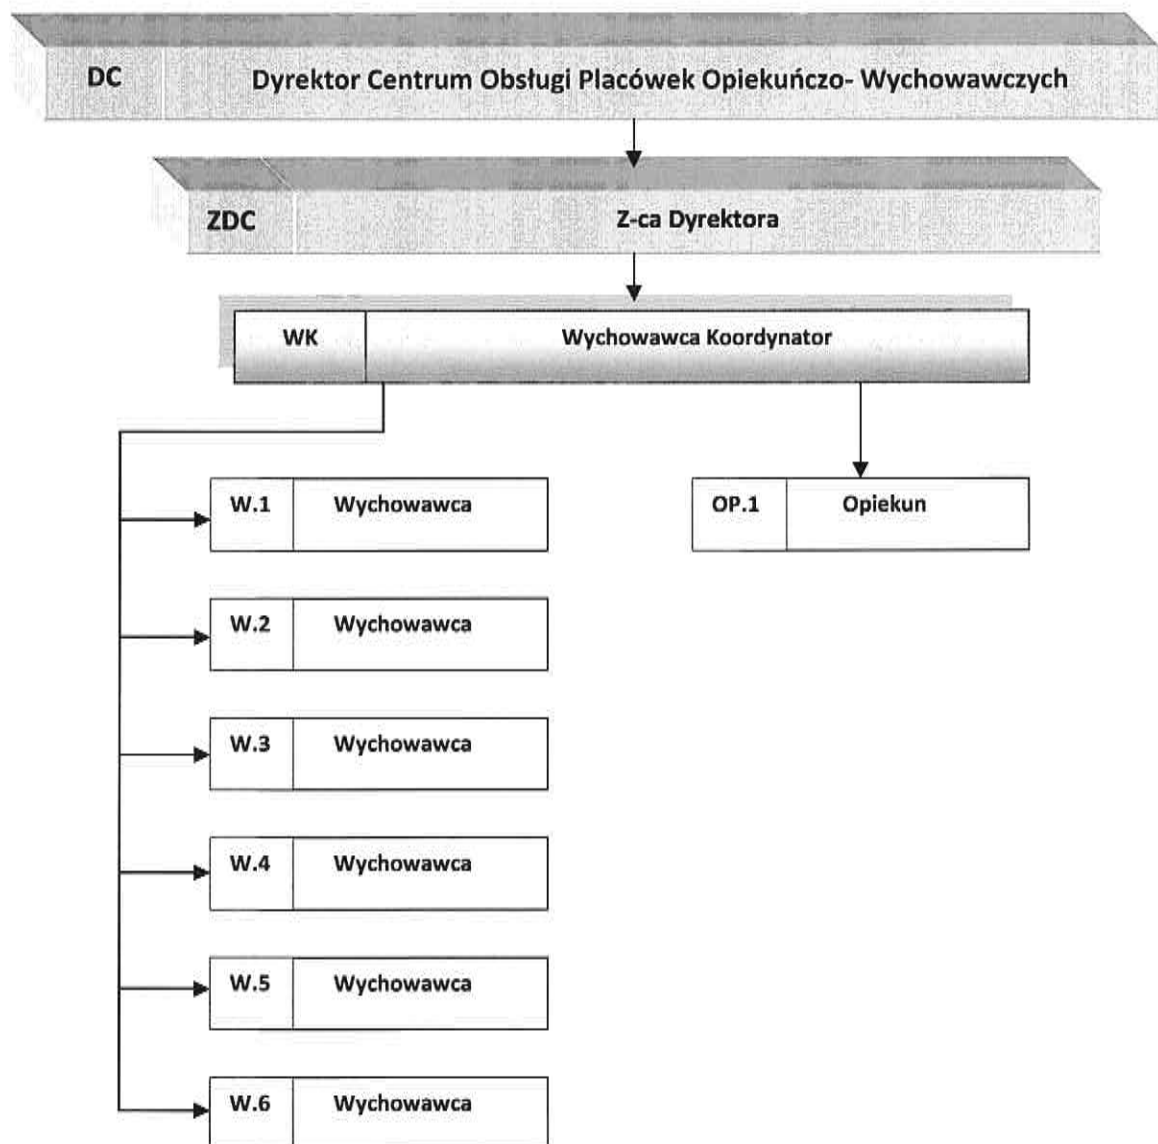 DC Dyrektor Centrum Obsługi Placówek Opiekuńczo- Wychowawczych
ZDC Z-ca Dyrektora
WK Wychowawca Koordynator
W.1 Wychowawca
OP.1 Opiekun
W.2 Wychowawca
W.3 Wychowawca
W.4 Wychowawca
W.5 Wychowawca
W.6 Wychowawca